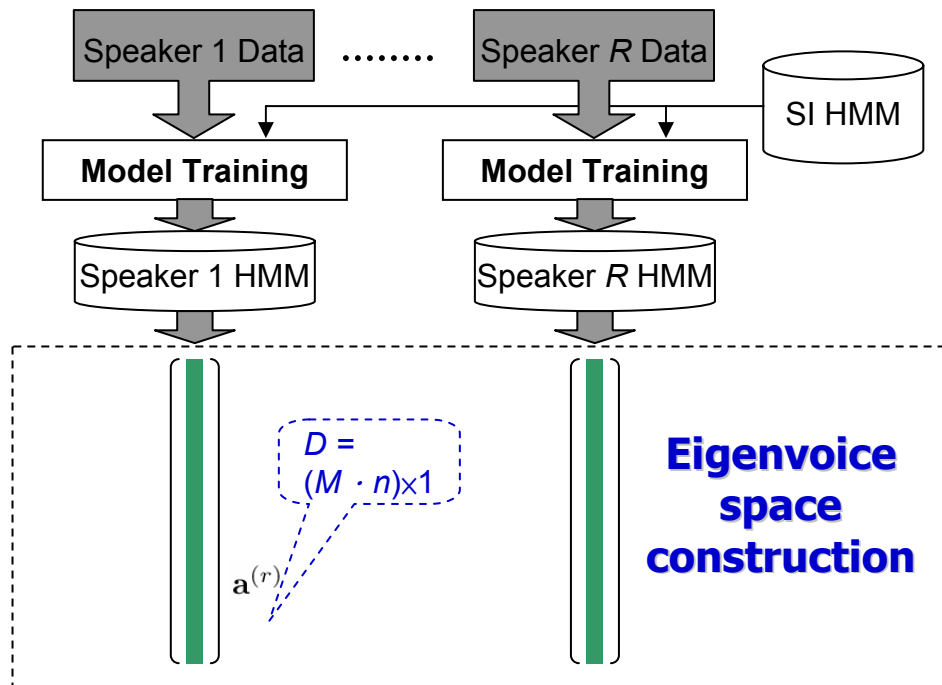 Speaker 1 Data
........
Speaker R Data
SI HMM
Model Training
Model Training
Speaker 1 HMM
Speaker R HMM
D =
(M · n)×1
a^(r)
Eigenvoice
space
construction